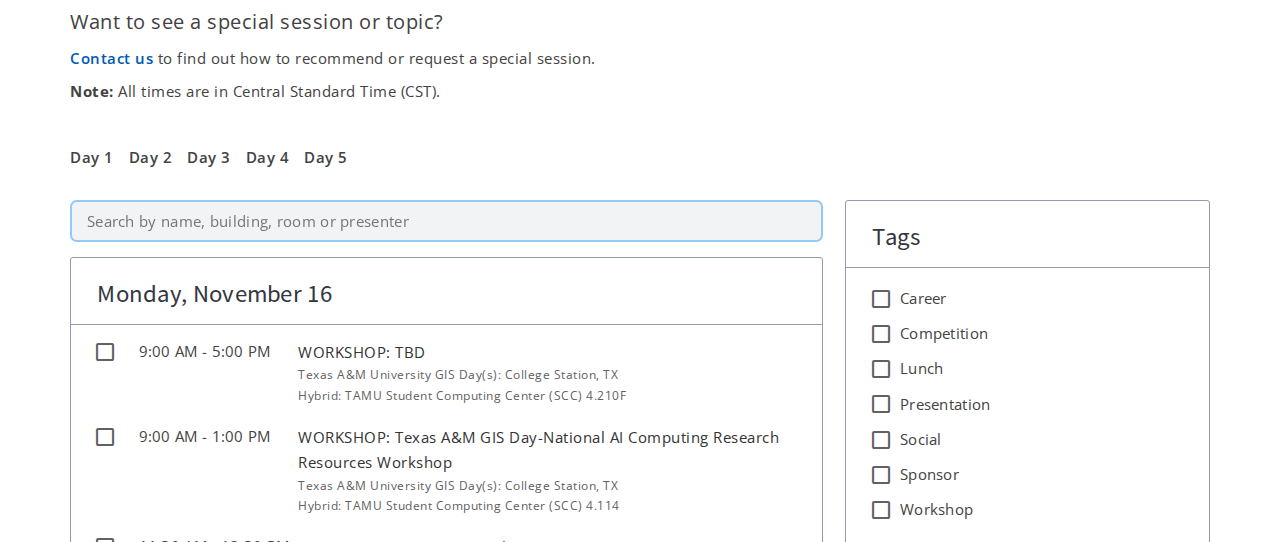 Want to see a special session or topic?
Contact us to find out how to recommend or request a special session.
Note: All times are in Central Standard Time (CST).
Day 1 Day 2 Day 3 Day 4 Day 5
Search by name, building, room or presenter
Monday, November 16
9:00 AM - 5:00 PM
WORKSHOP: TBD
Texas A&M University GIS Day(s): College Station, TX
Hybrid: TAMU Student Computing Center (SCC) 4.210F
9:00 AM - 1:00 PM
WORKSHOP: Texas A&M GIS Day-National AI Computing Research
Resources Workshop
Texas A&M University GIS Day(s): College Station, TX
Hybrid: TAMU Student Computing Center (SCC) 4.114
Tags
Career
Competition
Lunch
Presentation
Social
Sponsor
Workshop